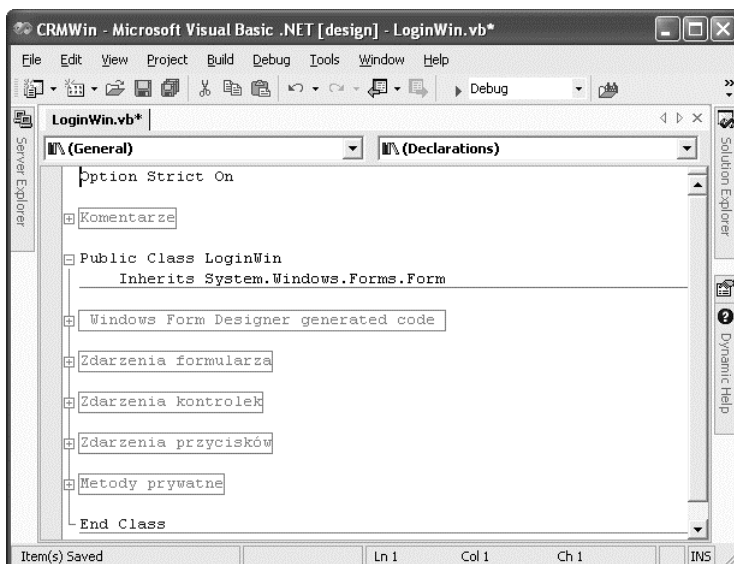 CRMWin - Microsoft Visual Basic .NET [design] - LoginWin.vb*
File Edit View Project Build Debug Tools Window Help
Debug
LoginWin.vb*
(General) (Declarations)
Server Explorer
Solution Explorer
Dynamic Help
Option Strict On
Komentarze
Public Class LoginWin
Inherits System.Windows.Forms.Form
Windows Form Designer generated code
Zdarzenia formularza
Zdarzenia kontrolek
Zdarzenia przycisków
Metody prywatne
End Class
Item(s) Saved Ln 1 Col 1 Ch 1 INS